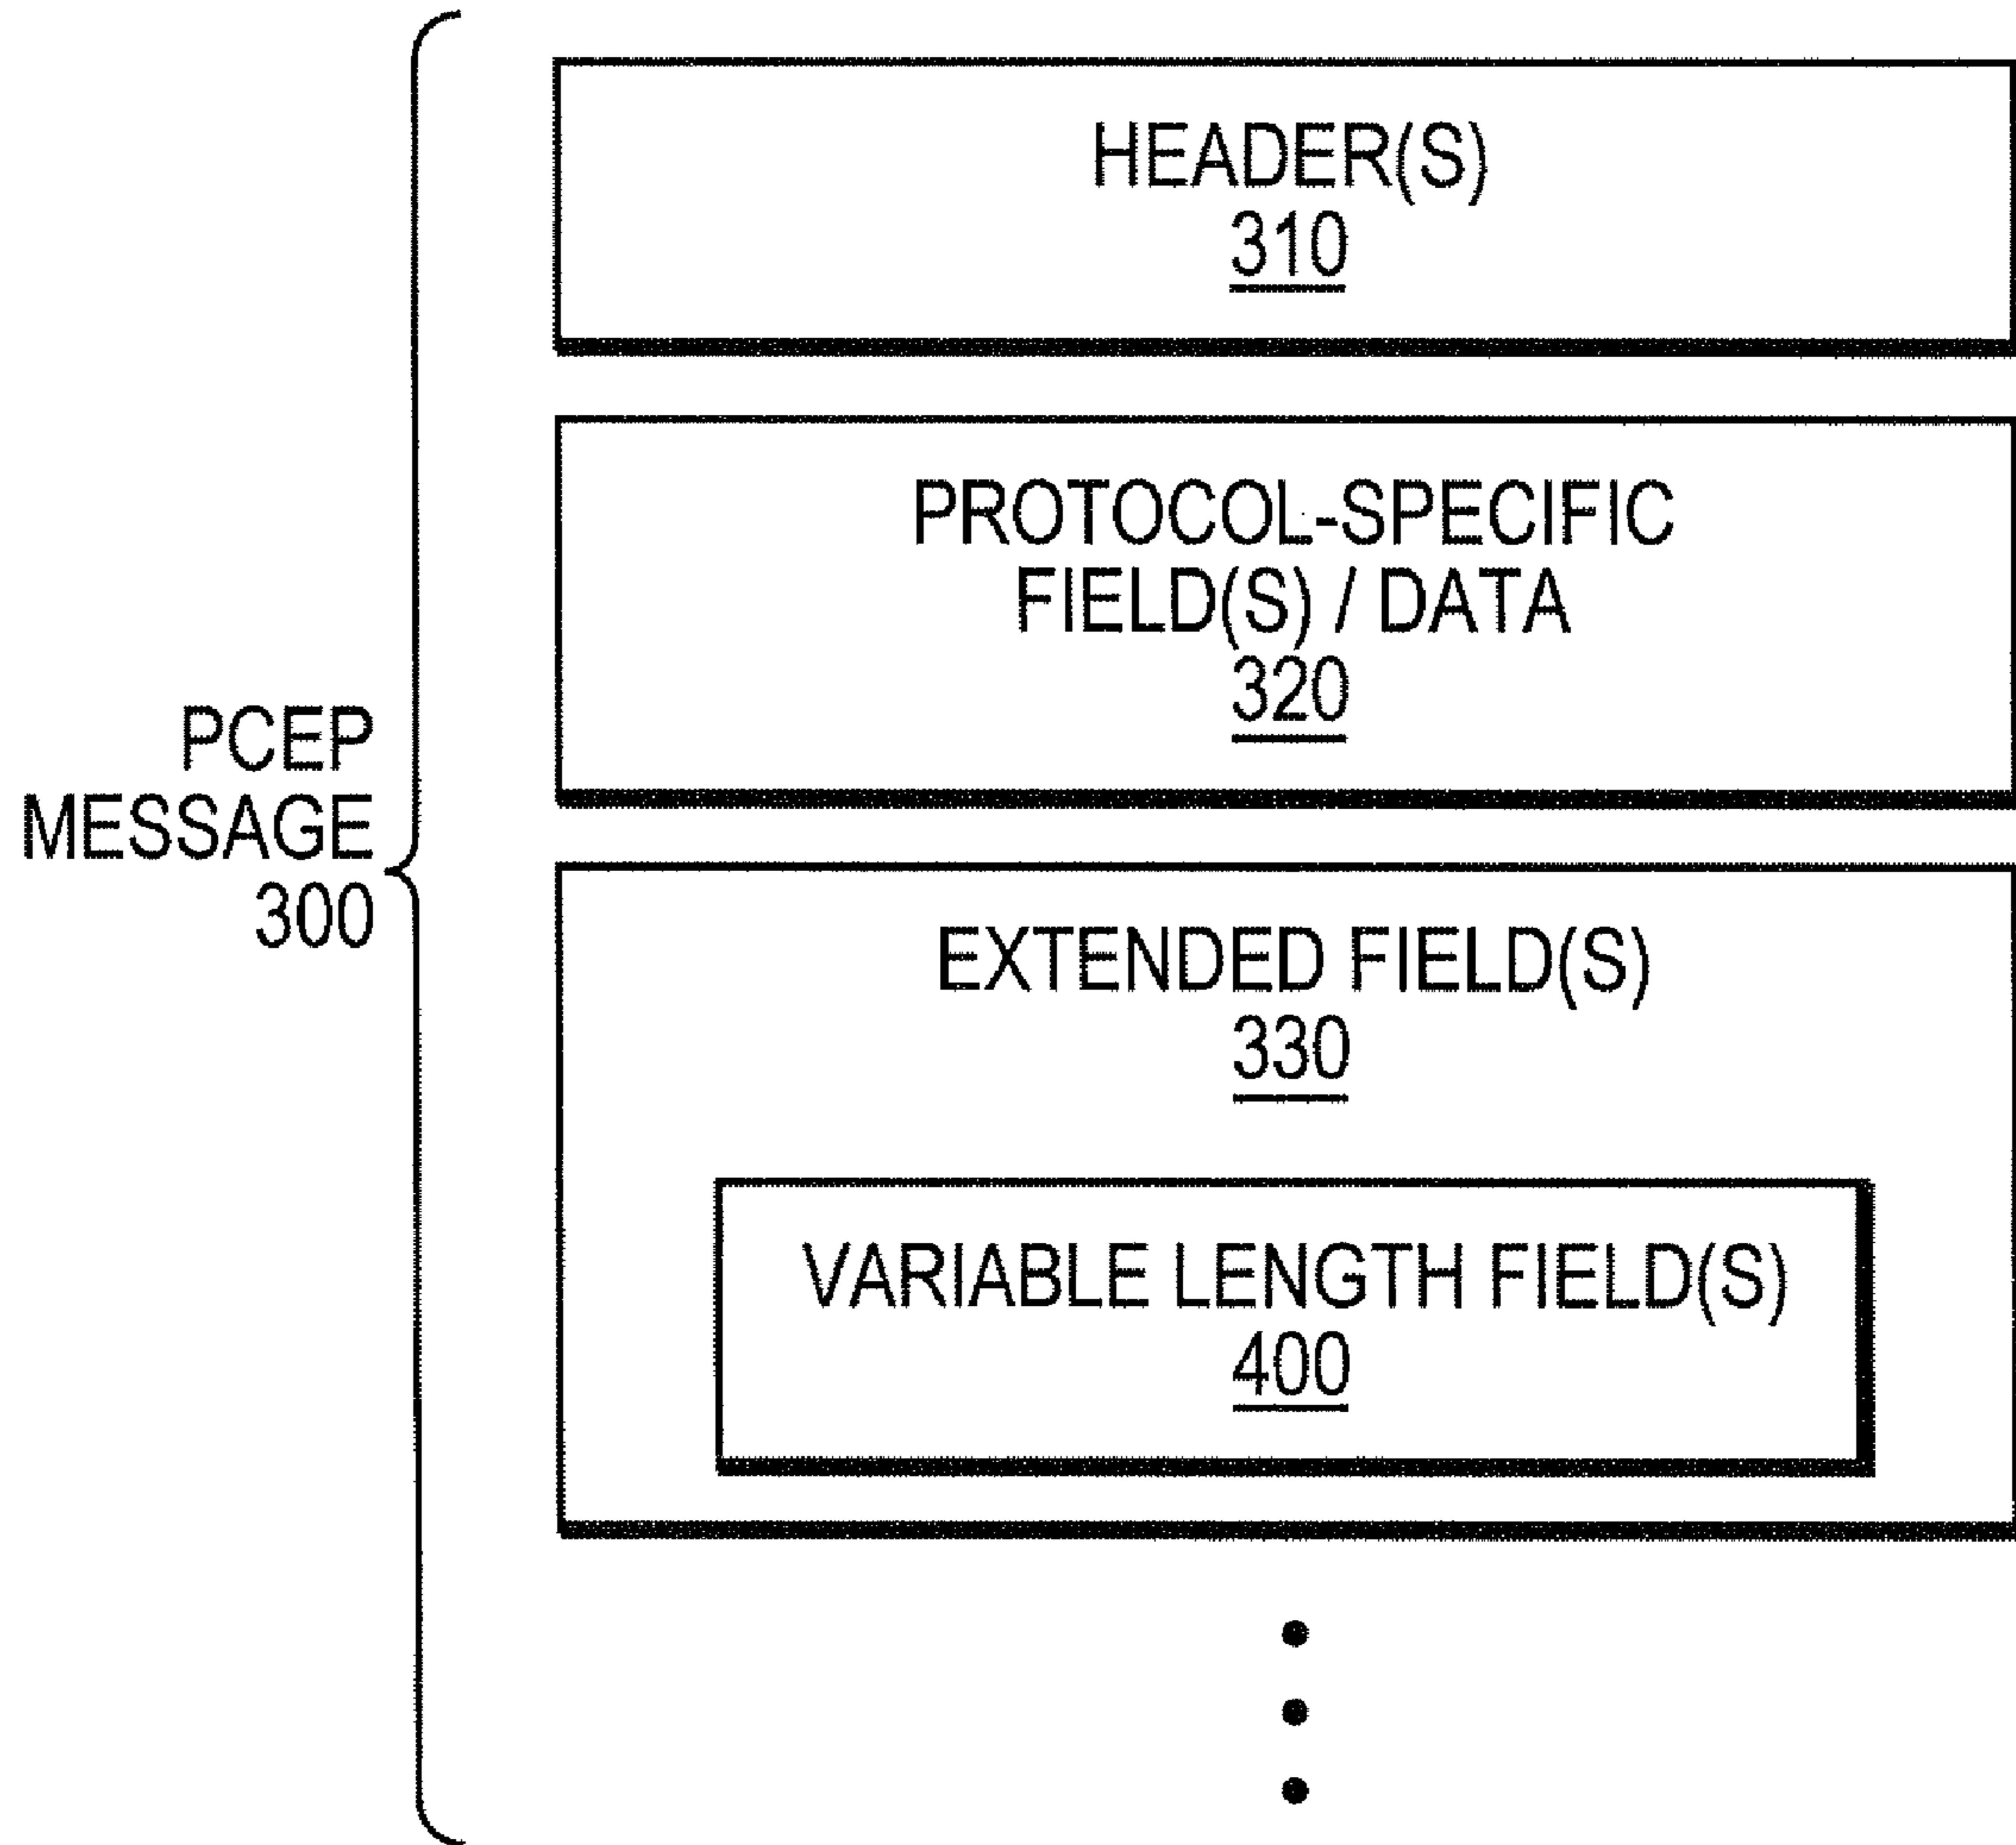 HEADER(S)
310
PROTOCOL-SPECIFIC
FIELD(S) / DATA
320
PCEP
MESSAGE
300
EXTENDED FIELD(S)
330
VARIABLE LENGTH FIELD(S)
400